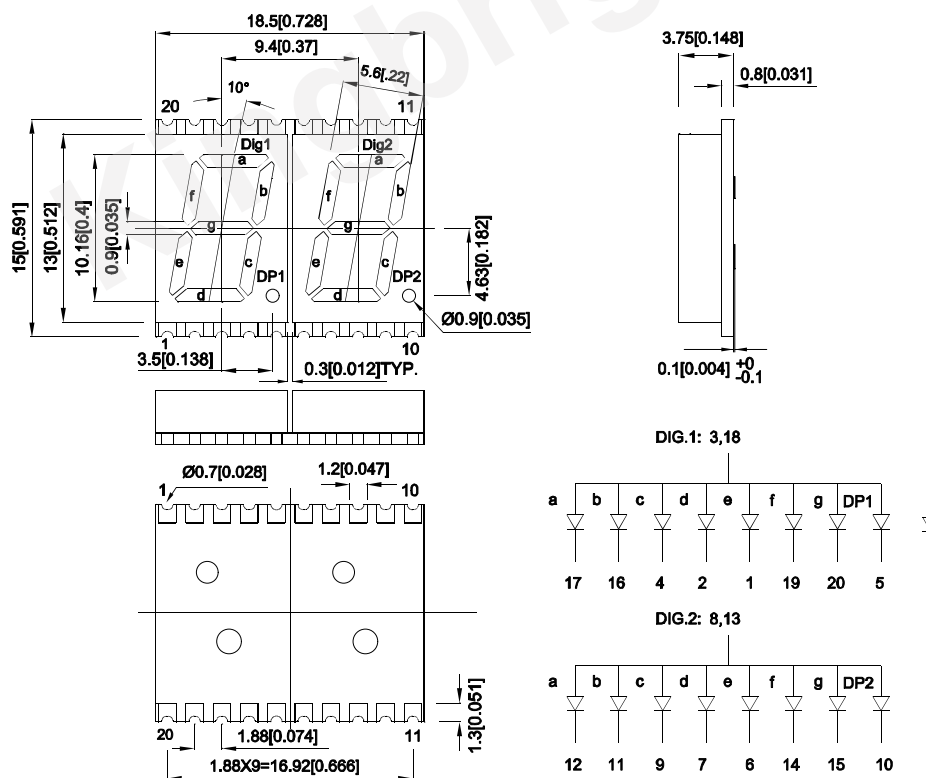 Kingbrig
18.5[0.728]
9.4[0.37]
5.6[.22]
10°
20
11
Dig1
Dig2
a
b
c
d
e
f
g
DP1
a
b
c
d
e
f
g
DP2
15[0.591]
13[0.512]
10.16[0.4]
0.9[0.035]
4.63[0.182]
Ø0.9[0.035]
1
10
3.5[0.138]
0.3[0.012]TYP.
3.75[0.148]
0.8[0.031]
0.1[0.004] +0 -0.1
Ø0.7[0.028]
1.2[0.047]
1
10
20
11
1.88[0.074]
1.88X9=16.92[0.666]
1.3[0.051]
DIG.1: 3,18
a b c d e f g DP1
17 16 4 2 1 19 20 5
DIG.2: 8,13
a b c d e f g DP2
12 11 9 7 6 14 15 10